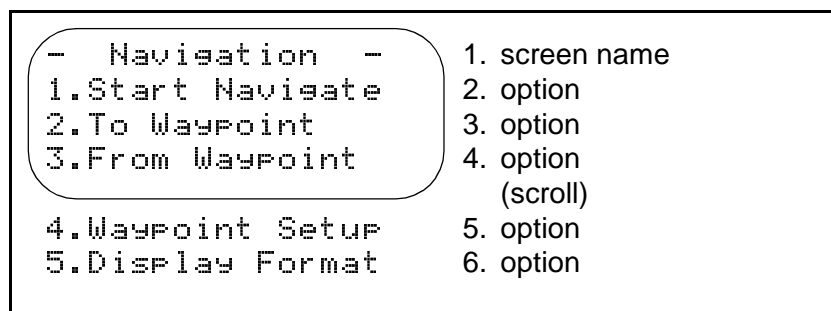 -  Navigation  - 1. screen name
1.Start Navigate 2. option
2.To Waypoint 3. option
3.From Waypoint 4. option
(scroll)
4.Waypoint Setup 5. option
5.Display Format 6. option